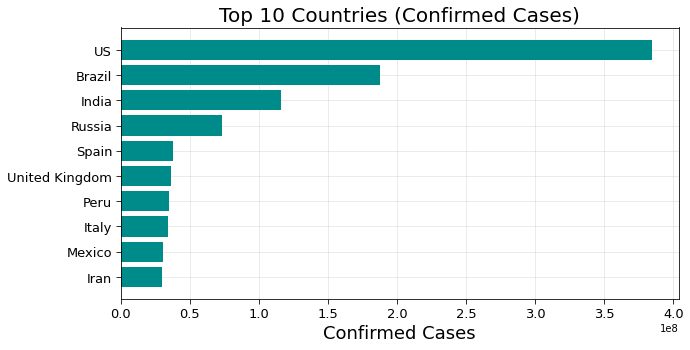 Top 10 Countries (Confirmed Cases)
US
Brazil
India
Russia
Spain
United Kingdom
Peru
Italy
Mexico
Iran
0.0 0.5 1.0 1.5 2.0 2.5 3.0 3.5 4.0
1e8
Confirmed Cases